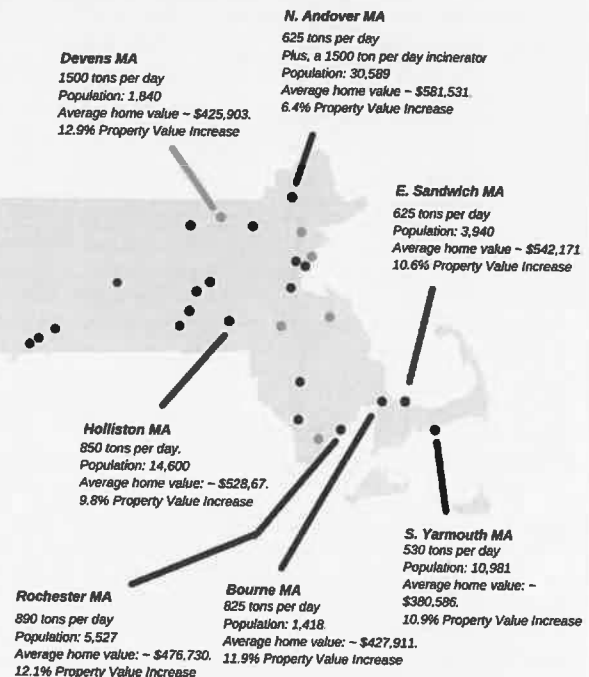 N. Andover MA
625 tons per day
Plus, a 1500 ton per day incinerator
Population: 30,589
Average home value ~ $581,531.
6.4% Property Value Increase
Devens MA
1500 tons per day
Population: 1,840
Average home value ~ $425,903.
12.9% Property Value Increase
E. Sandwich MA
625 tons per day
Population: 3,940
Average home value ~ $542,171
10.6% Property Value Increase
Holliston MA
850 tons per day.
Population: 14,600
Average home value: ~ $528,67.
9.8% Property Value Increase
S. Yarmouth MA
530 tons per day
Population: 10,981
Average home value: ~
$380,586.
10.9% Property Value Increase
Rochester MA
890 tons per day
Population: 5,527
Average home value: ~ $476,730.
12.1% Property Value Increase
Bourne MA
825 tons per day
Population: 1,418.
Average home value: ~ $427,911.
11.9% Property Value Increase